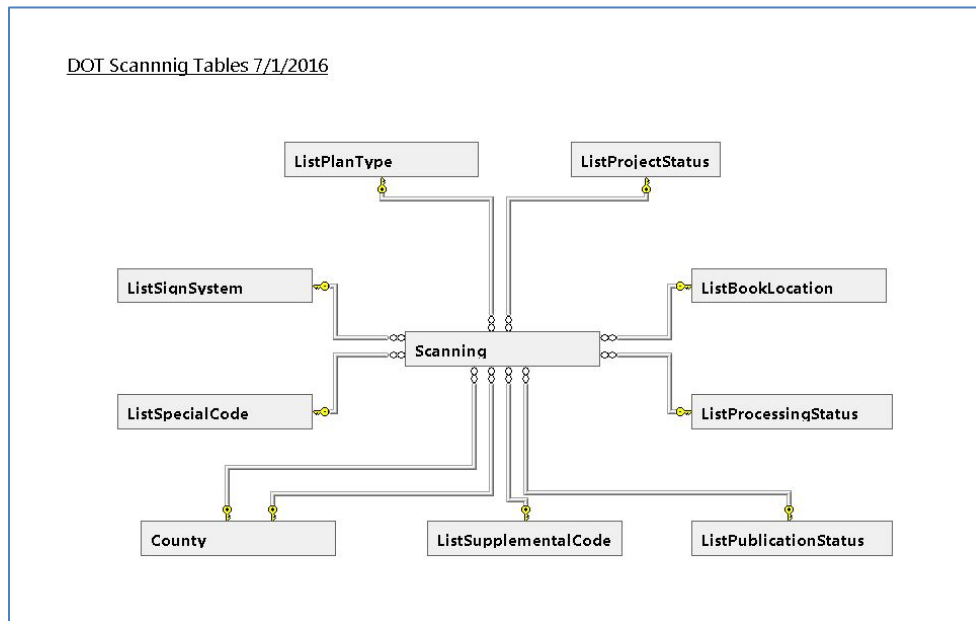 DOT Scannnig Tables 7/1/2016
ListPlanType
ListProjectStatus
ListSignSystem
ListBookLocation
Scanning
ListSpecialCode
ListProcessingStatus
County
ListSupplementalCode
ListPublicationStatus